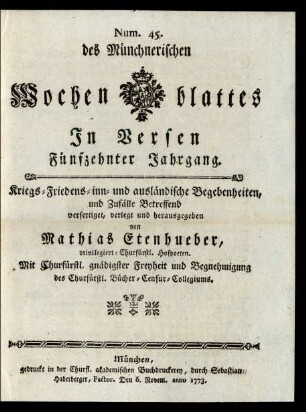 Num. 45.
des Münchnerischen
Wochen blattes
In Versen
Fünfzehnter Jahrgang.
Kriegs-Friedens-inn- und ausländische Begebenheiten,
und Zufälle Betreffend
verfertiget, verlegt und herausgegeben
von
Mathias Etenhueber,
privilegiert-Churfürstl. Hofpoeten.
Mit Churfürstl. gnädigster Freyheit und Begnehmigung
des Churfürstl. Bücher-Censur-Collegiums.
München,
gedruckt in der Churfl. akademischen Buchdruckerey, durch Sebastian
Haberberger, Factor. Den 6. Novem. anno 1773.